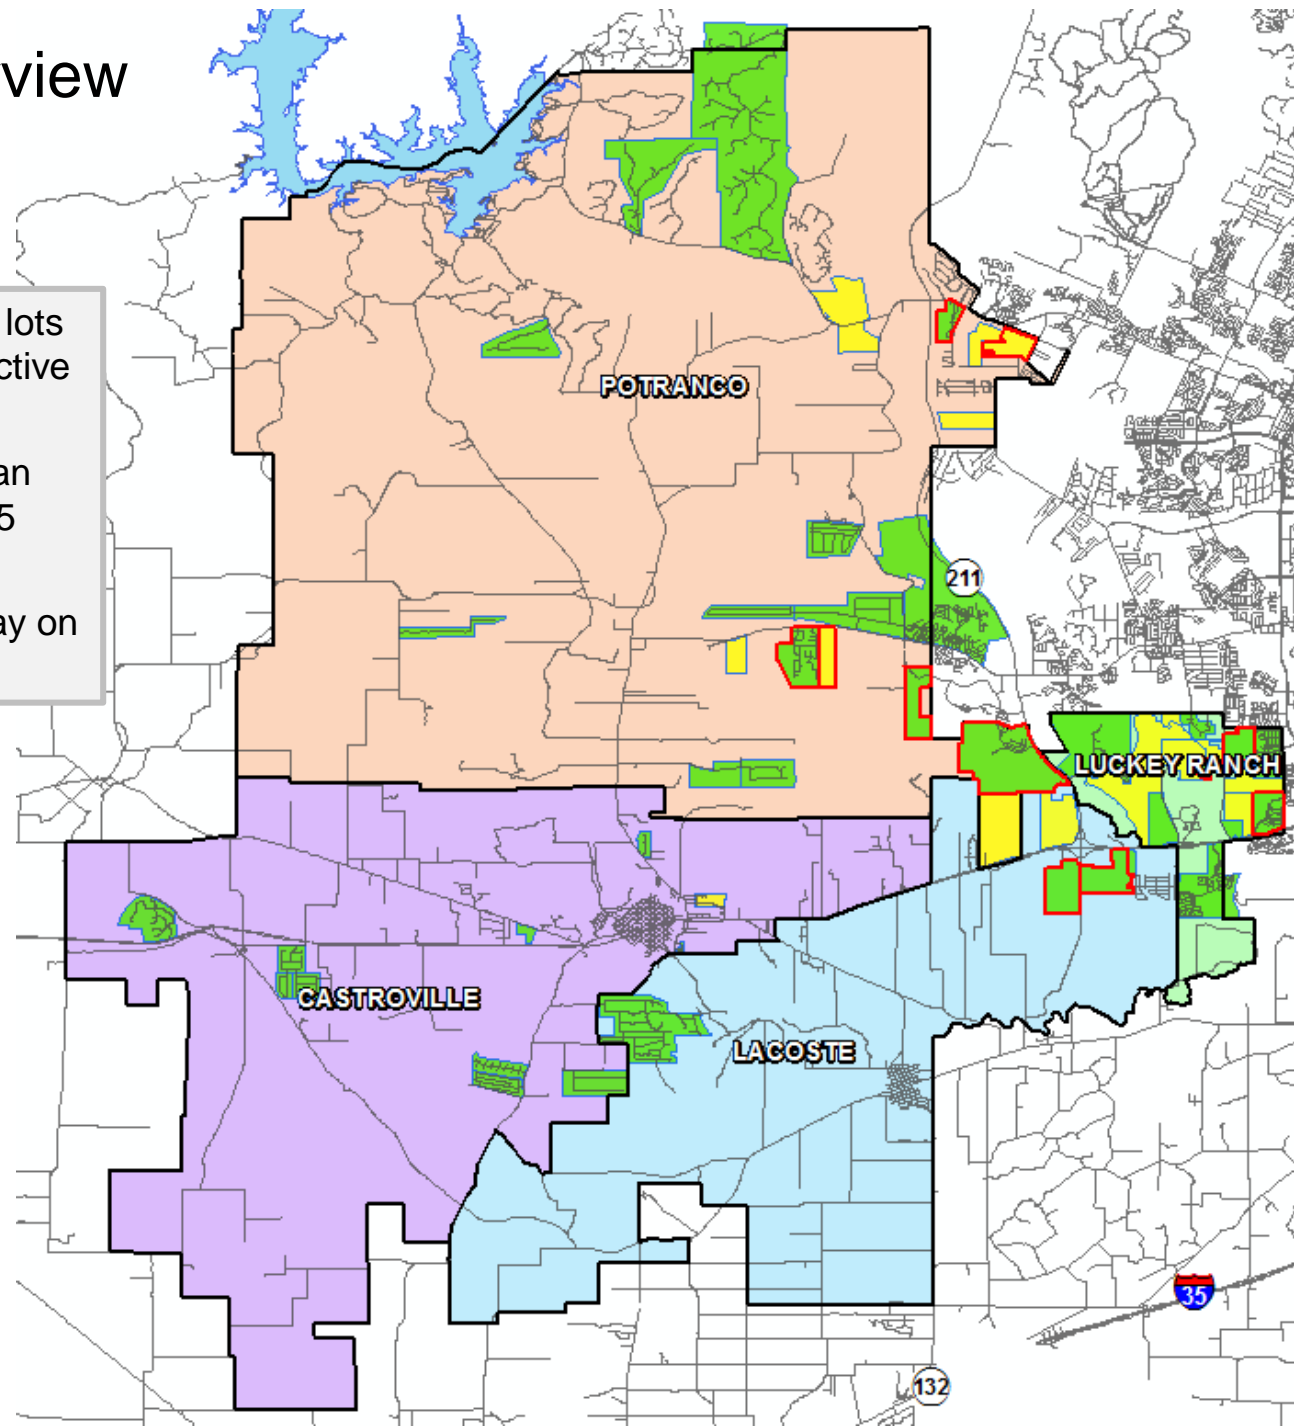 view
lots
ctive
an
5
ay on
POTRANCO
211
LUCKEY RANCH
CASTROVILLE
LACOSTE
35
132